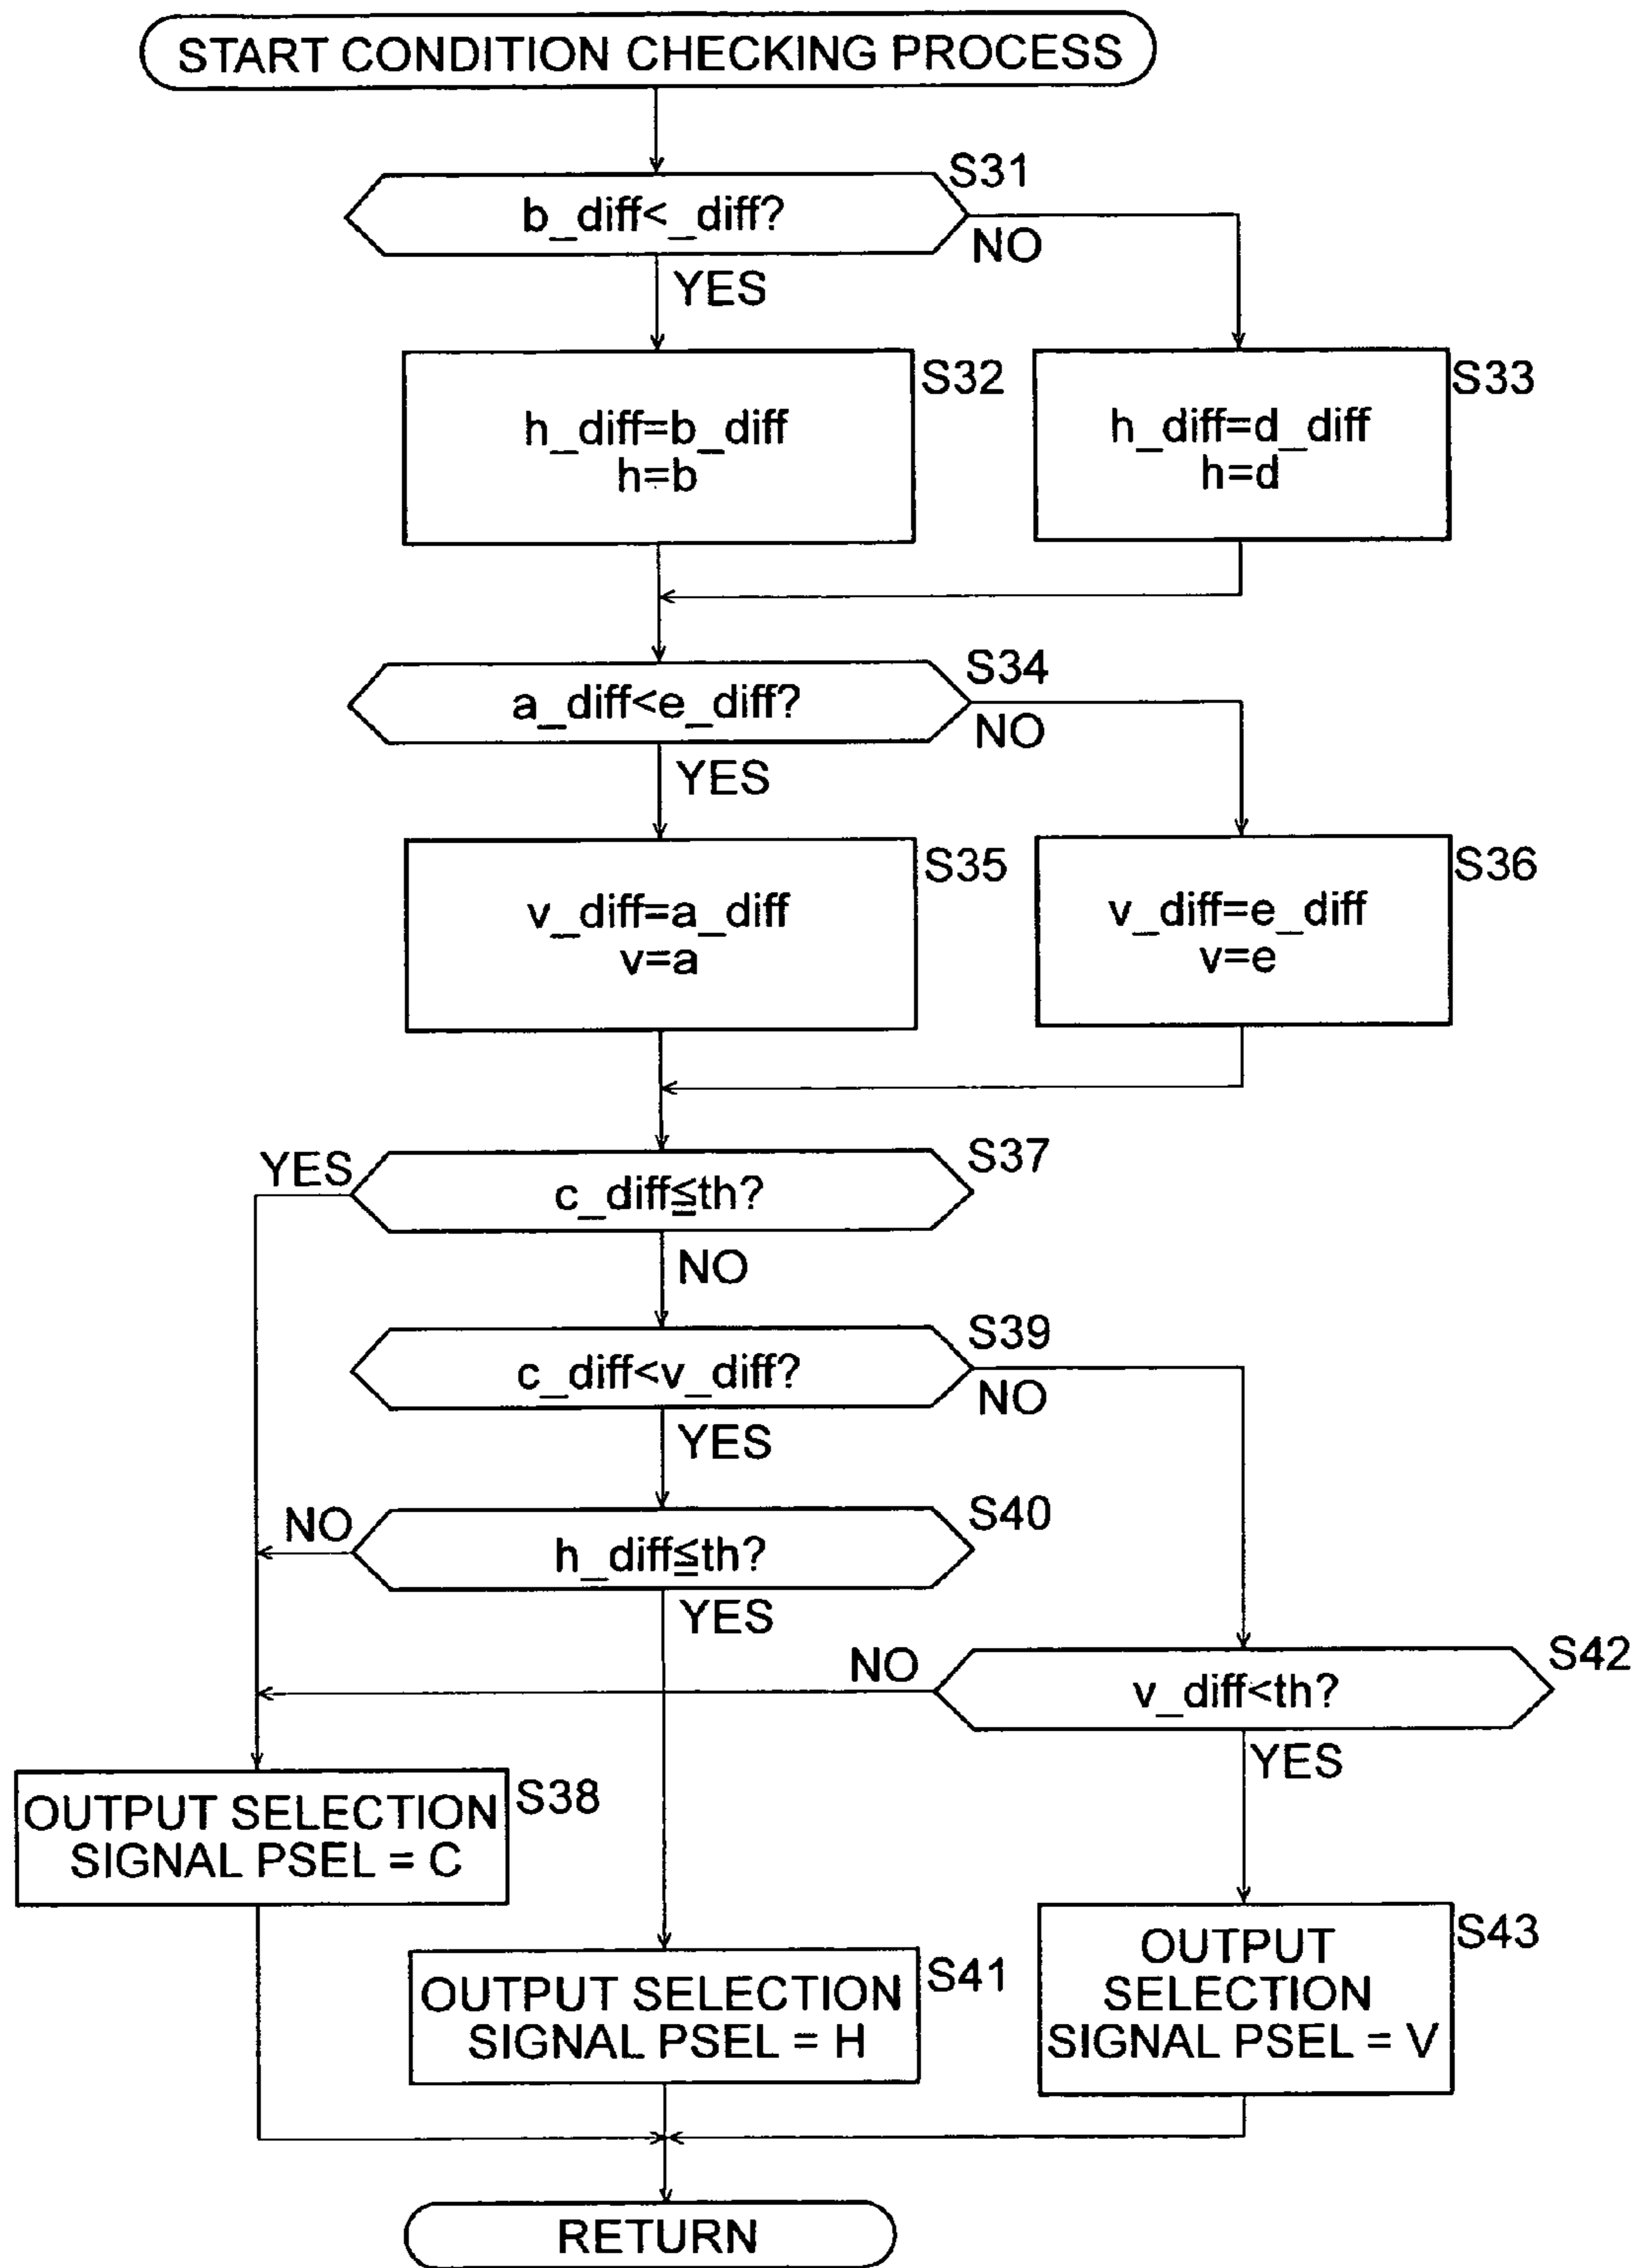 START CONDITION CHECKING PROCESS
S31
b_diff<_diff?
NO
YES
S32
h_diff=b_diff
h=b
S33
h_diff=d_diff
h=d
S34
a_diff<e_diff?
NO
YES
S35
v_diff=a_diff
v=a
S36
v_diff=e_diff
v=e
S37
YES
c_diff≦th?
NO
S39
c_diff<v_diff?
NO
YES
S40
NO
h_diff≦th?
YES
S42
NO
v_diff<th?
YES
S38
OUTPUT SELECTION
SIGNAL PSEL = C
S41
OUTPUT SELECTION
SIGNAL PSEL = H
S43
OUTPUT
SELECTION
SIGNAL PSEL = V
RETURN